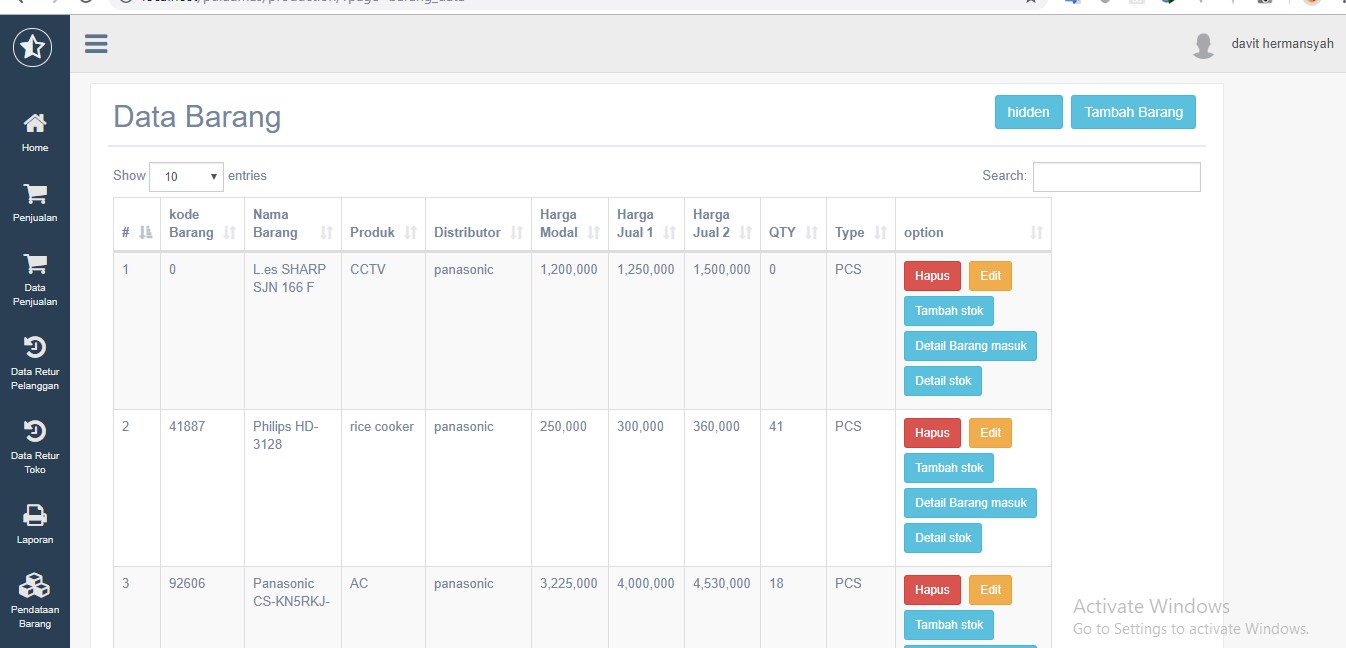 davit hermansyah
Home
Penjualan
Data
Penjualan
Data Retur
Pelanggan
Data Retur
Toko
Laporan
Pendataan
Barang
Data Barang
hidden
Tambah Barang
Show 10 entries
Search:
#
kode
Barang
Nama
Barang
Produk
Distributor
Harga
Modal
Harga
Jual 1
Harga
Jual 2
QTY
Type
option
1
0
L.es SHARP
SJN 166 F
CCTV
panasonic
1,200,000
1,250,000
1,500,000
0
PCS
Hapus
Edit
Tambah stok
Detail Barang masuk
Detail stok
2
41887
Philips HD-
3128
rice cooker
panasonic
250,000
300,000
360,000
41
PCS
Hapus
Edit
Tambah stok
Detail Barang masuk
Detail stok
3
92606
Panasonic
CS-KN5RKJ-
AC
panasonic
3,225,000
4,000,000
4,530,000
18
PCS
Hapus
Edit
Tambah stok
Activate Windows
Go to Settings to activate Windows.